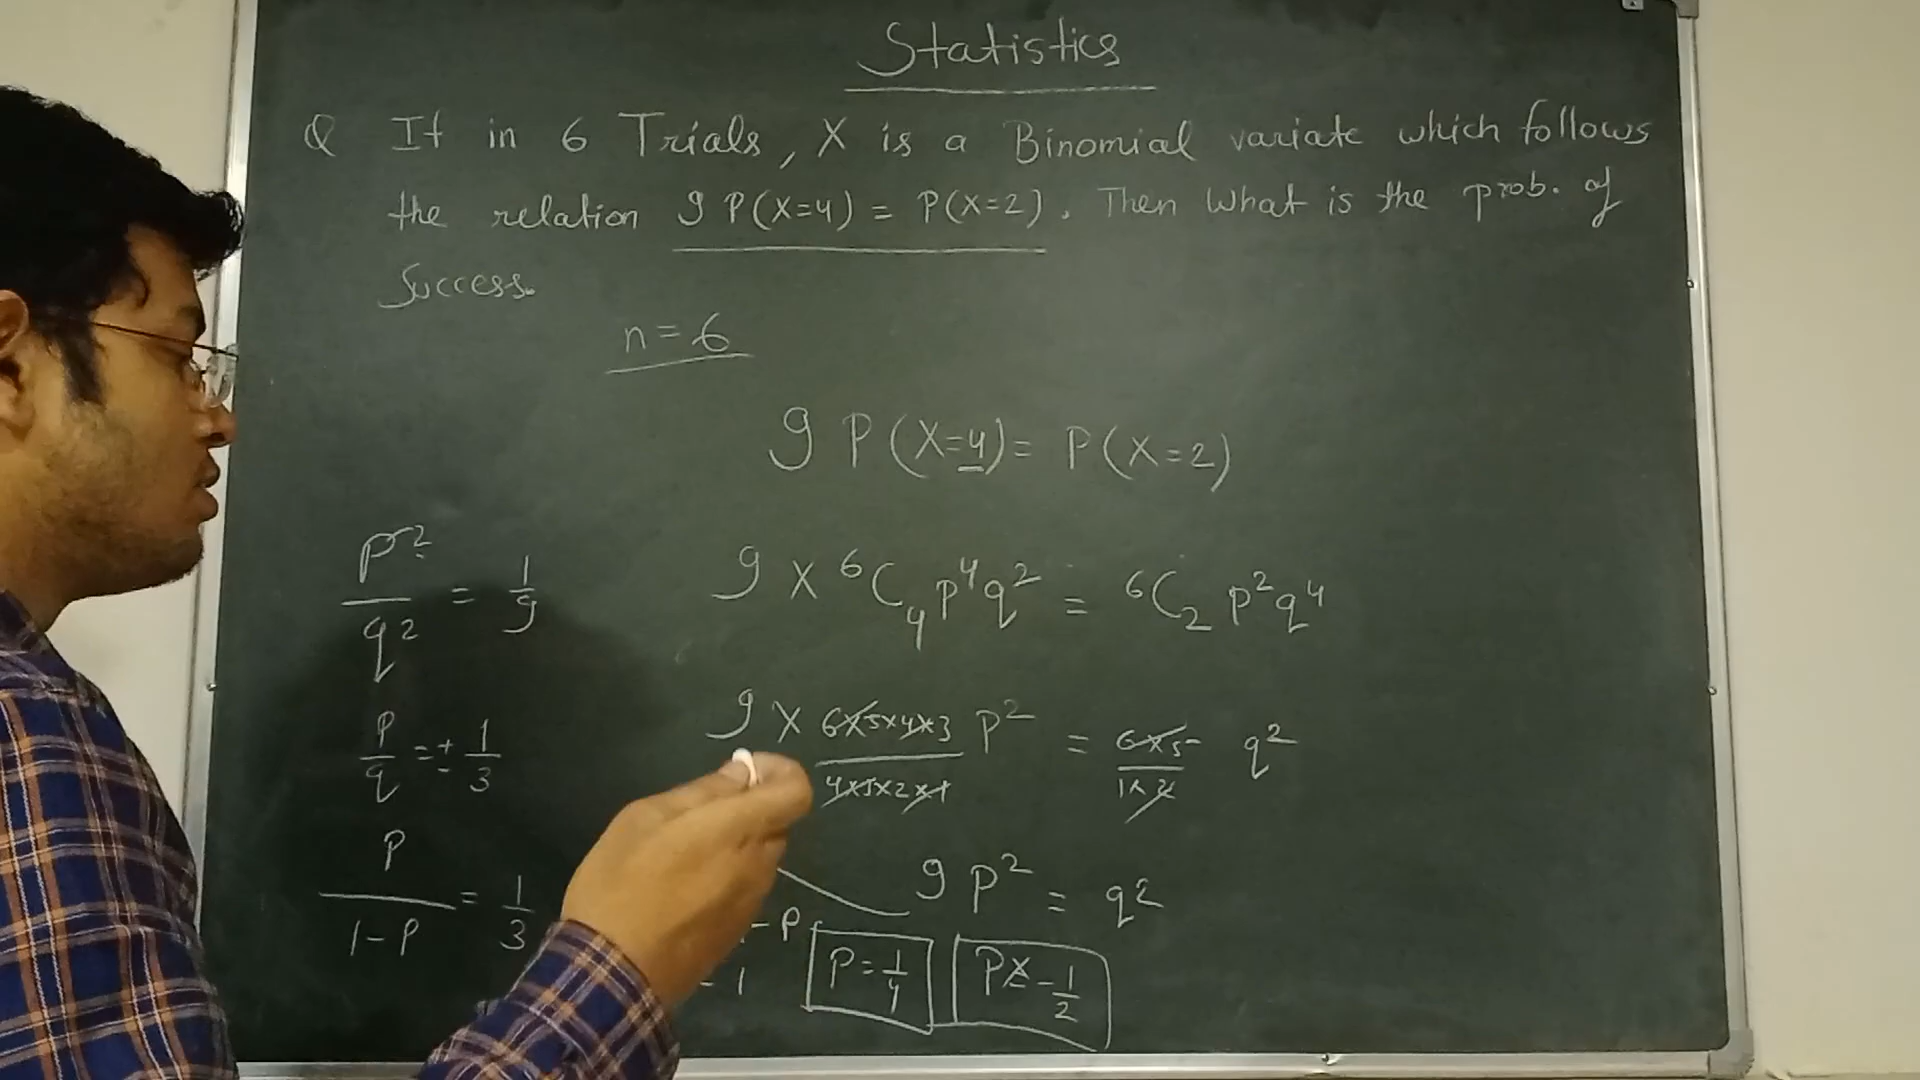 Statistics
Q If in 6 Trials, X is a Binomial variate which follows
the relation 9 P(X=4) = P(X=2). Then What is the prob. of
Success.
n = 6
9 P(X=4) = P(X=2)
9 X ⁶C₄ p⁴q² = ⁶C₂ p²q⁴
9 X 6×5×4×3/4×3×2×1 p² = 6×5/1×2 q²
9 p² = q²
p²/q² = 1/9
p/q = ± 1/3
P/1-P = 1/3
-P
- 1
P = 1/4
P ≠ -1/2